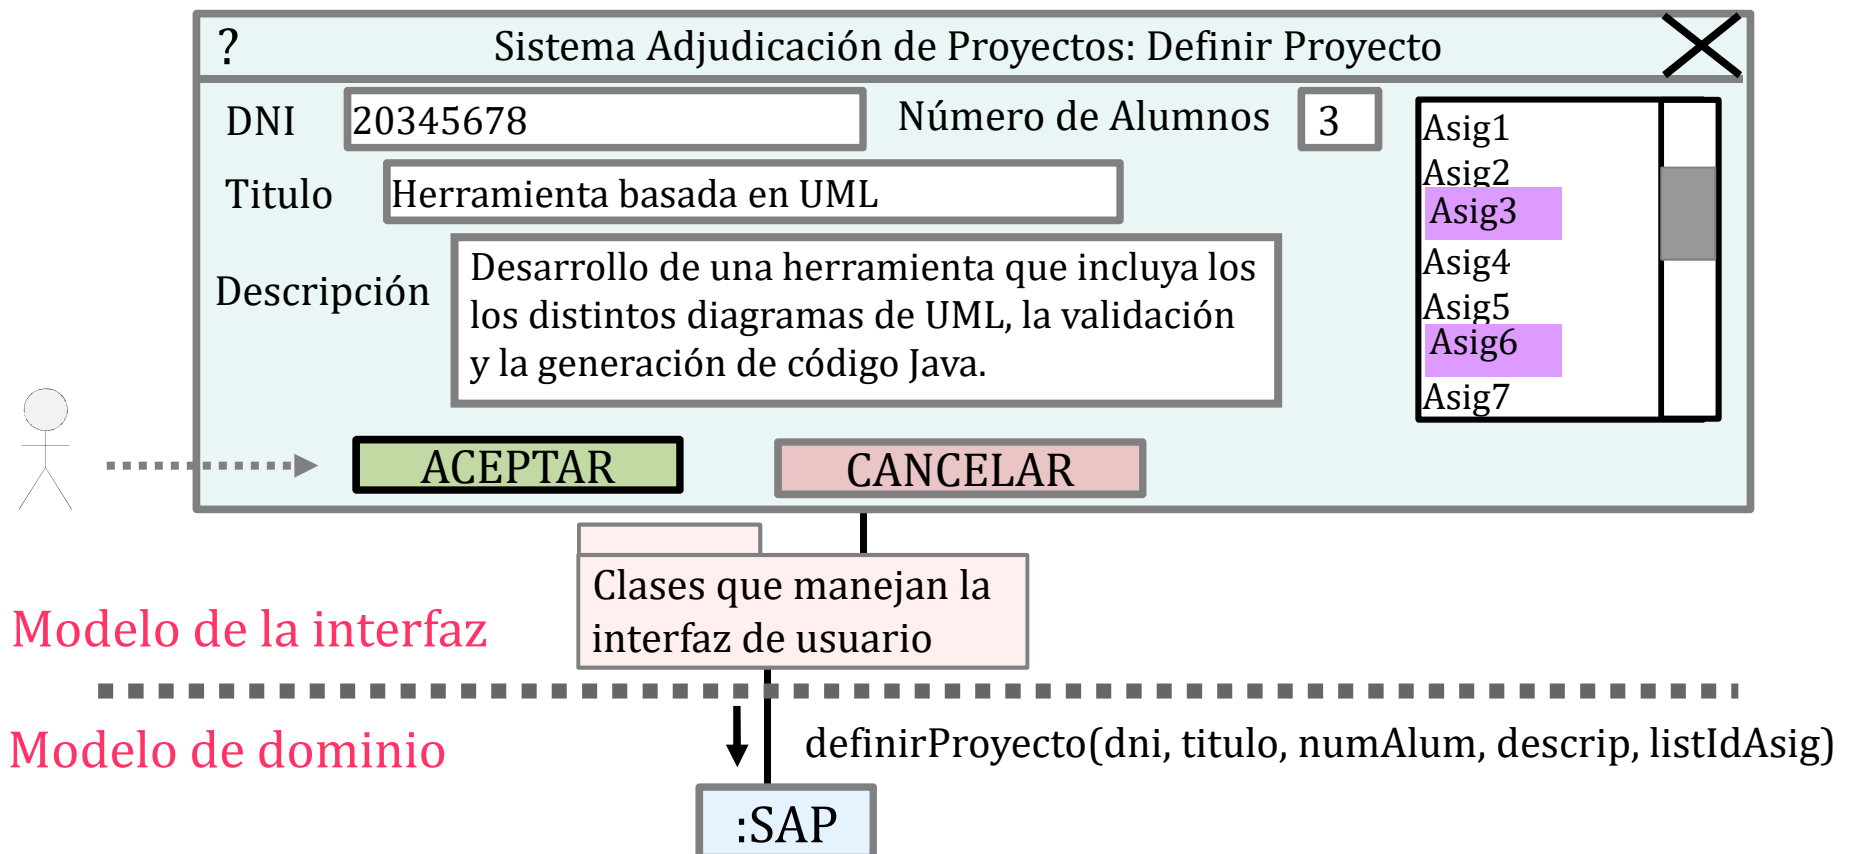 ?
Sistema Adjudicación de Proyectos: Definir Proyecto
DNI
20345678
Número de Alumnos
3
Titulo
Herramienta basada en UML
Descripción
Desarrollo de una herramienta que incluya los
los distintos diagramas de UML, la validación
y la generación de código Java.
Asig1
Asig2
Asig3
Asig4
Asig5
Asig6
Asig7
ACEPTAR
CANCELAR
Clases que manejan la
interfaz de usuario
Modelo de la interfaz
Modelo de dominio
definirProyecto(dni, titulo, numAlum, descrip, listIdAsig)
:SAP